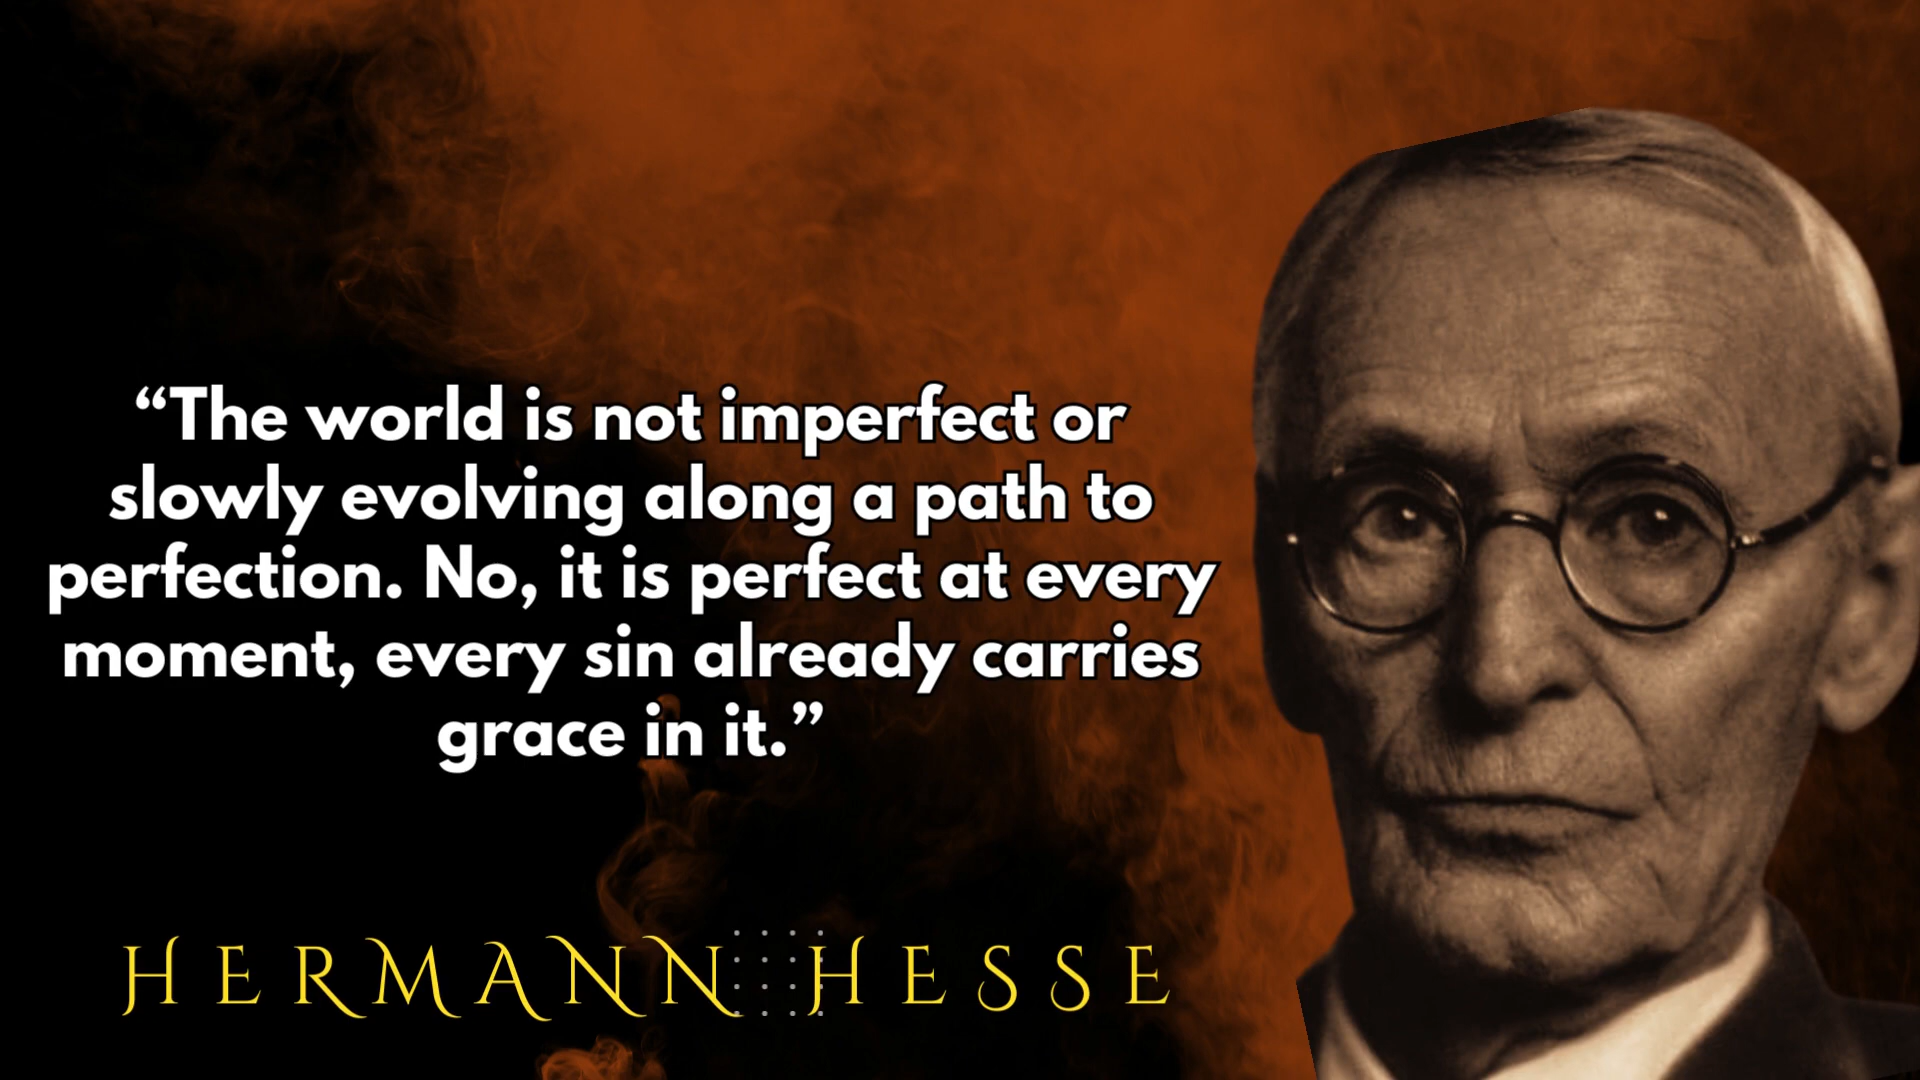 “The world is not imperfect or
slowly evolving along a path to
perfection. No, it is perfect at every
moment, every sin already carries
grace in it.”
HERMANN HESSE